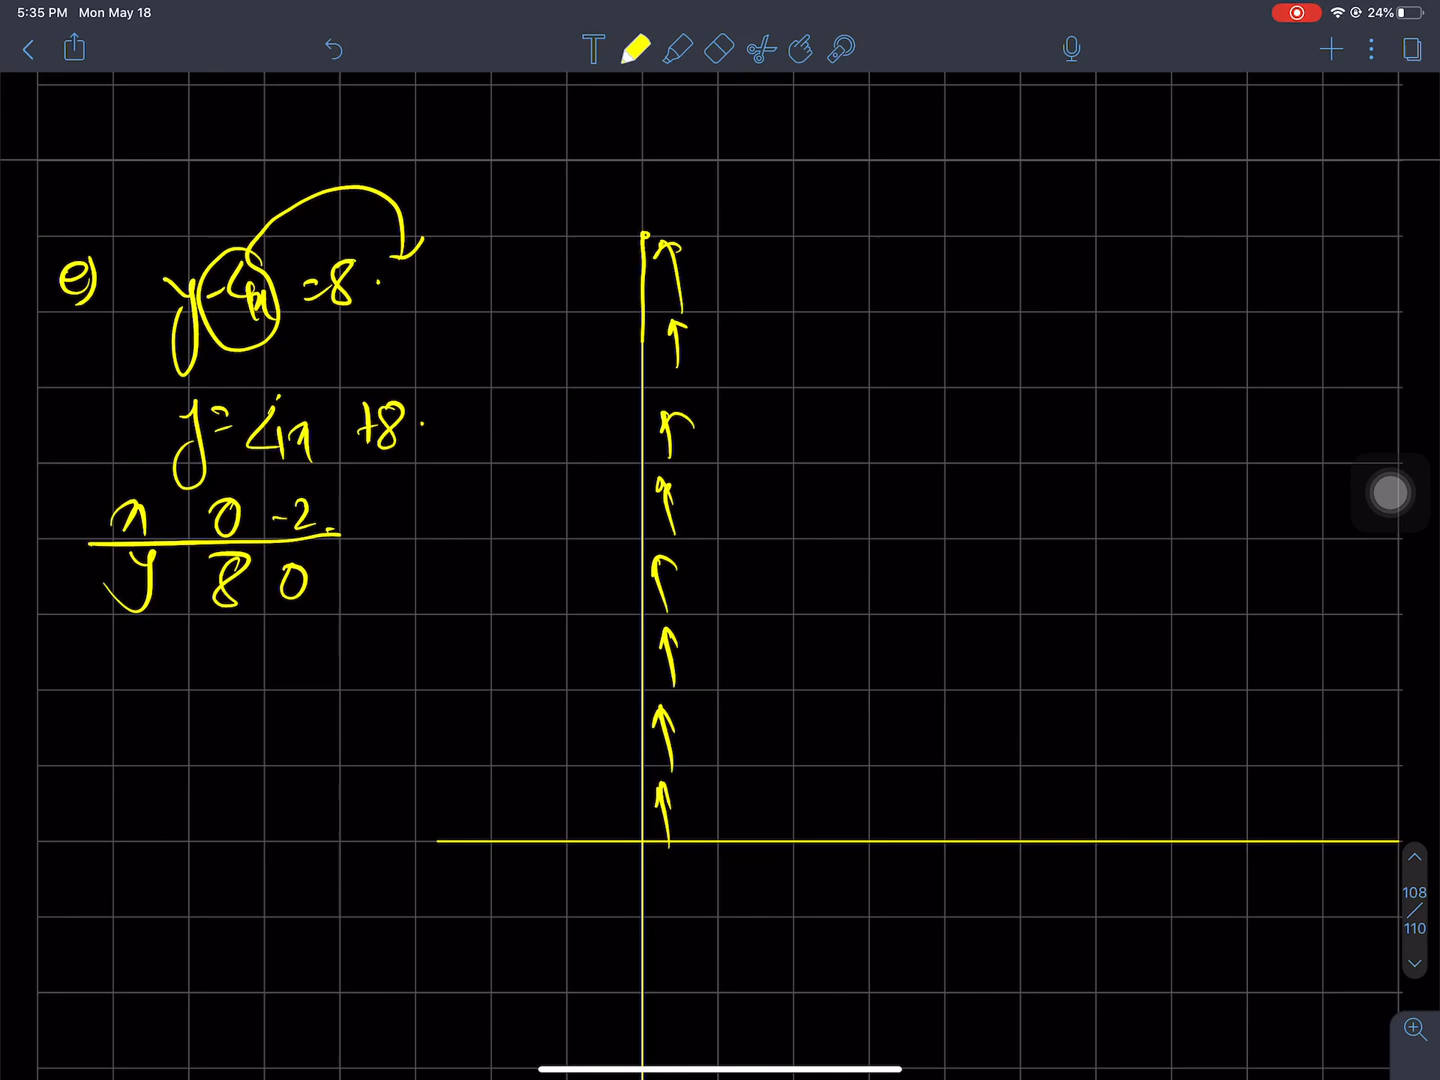 5:35 PM Mon May 18
24%
e) y - 4x = 8.
y = 4x + 8.
x 0 -2.
y 8 0
108
110